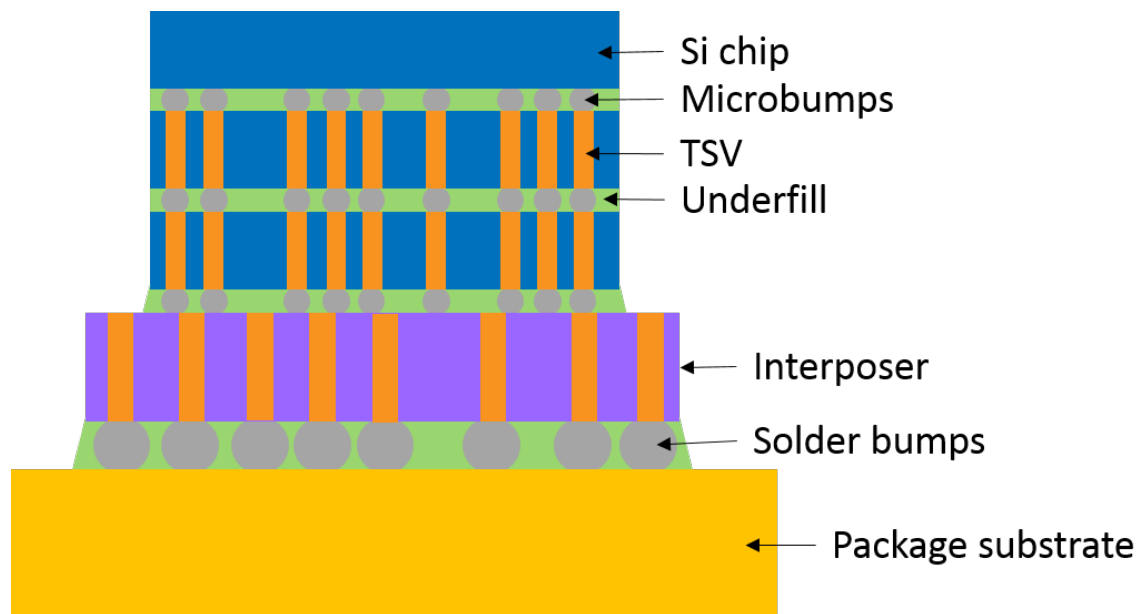 Si chip
Microbumps
TSV
Underfill
Interposer
Solder bumps
Package substrate